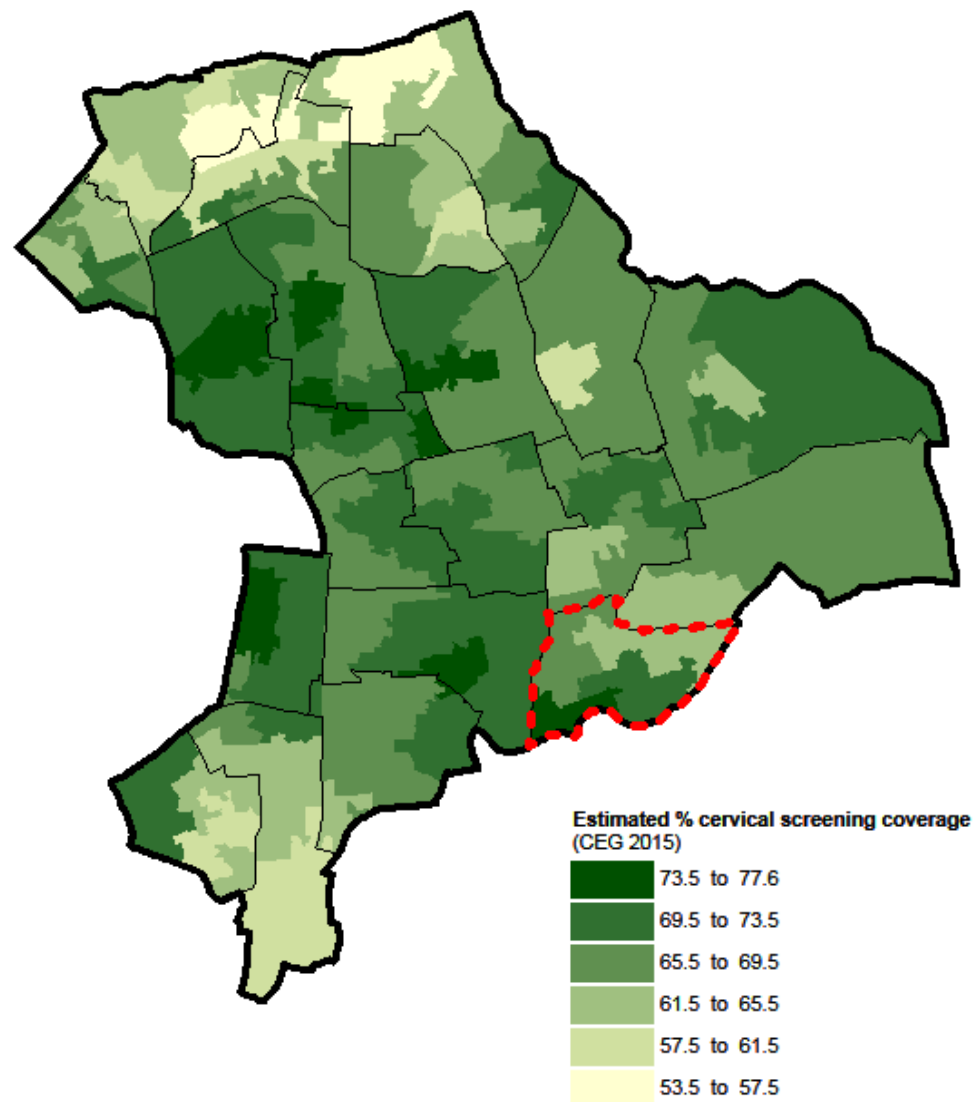 Estimated % cervical screening coverage
(CEG 2015)
73.5 to 77.6
69.5 to 73.5
65.5 to 69.5
61.5 to 65.5
57.5 to 61.5
53.5 to 57.5